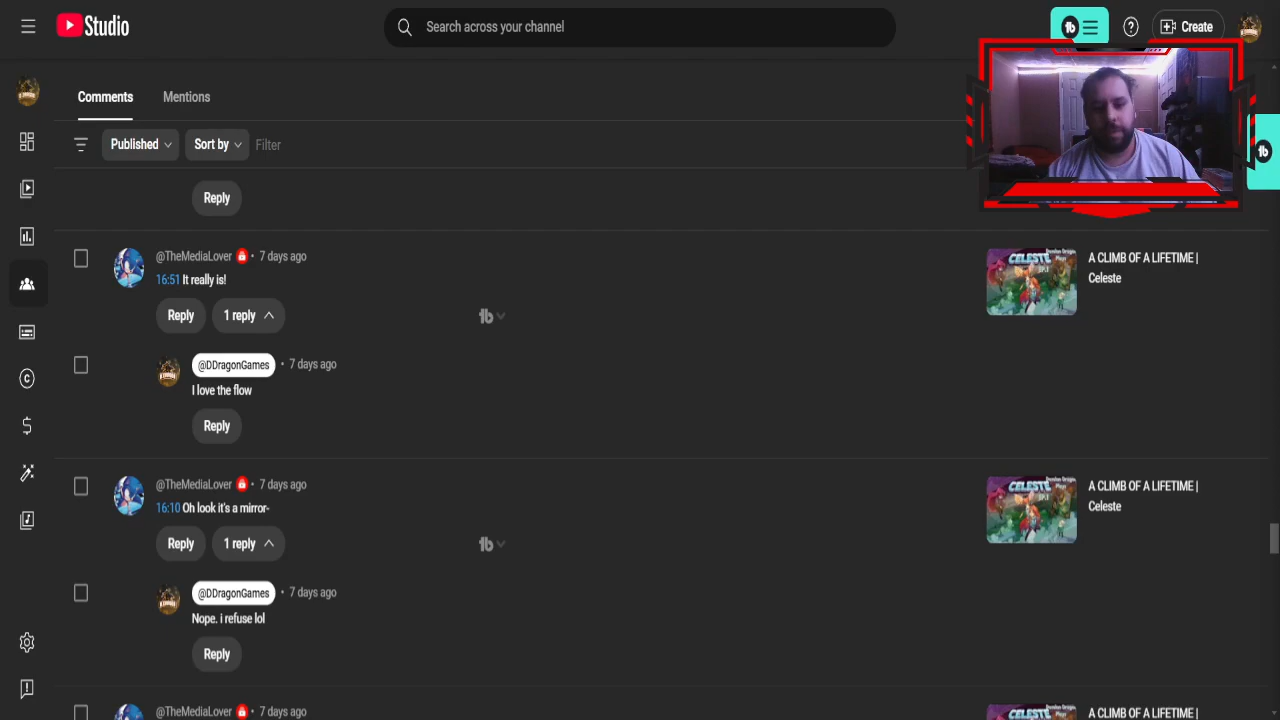 Studio
Search across your channel
Create
Comments
Mentions
Published
Sort by
Filter
Reply
@TheMediaLover • 7 days ago
16:51 It really is!
Reply
1 reply
A CLIMB OF A LIFETIME |
Celeste
CELESTE
@DDragonGames • 7 days ago
I love the flow
Reply
@TheMediaLover • 7 days ago
16:10 Oh look it's a mirror-
Reply
1 reply
A CLIMB OF A LIFETIME |
Celeste
CELESTE
@DDragonGames • 7 days ago
Nope. i refuse lol
Reply
@TheMediaLover • 7 days ago
A CLIMB OF A LIFETIME |